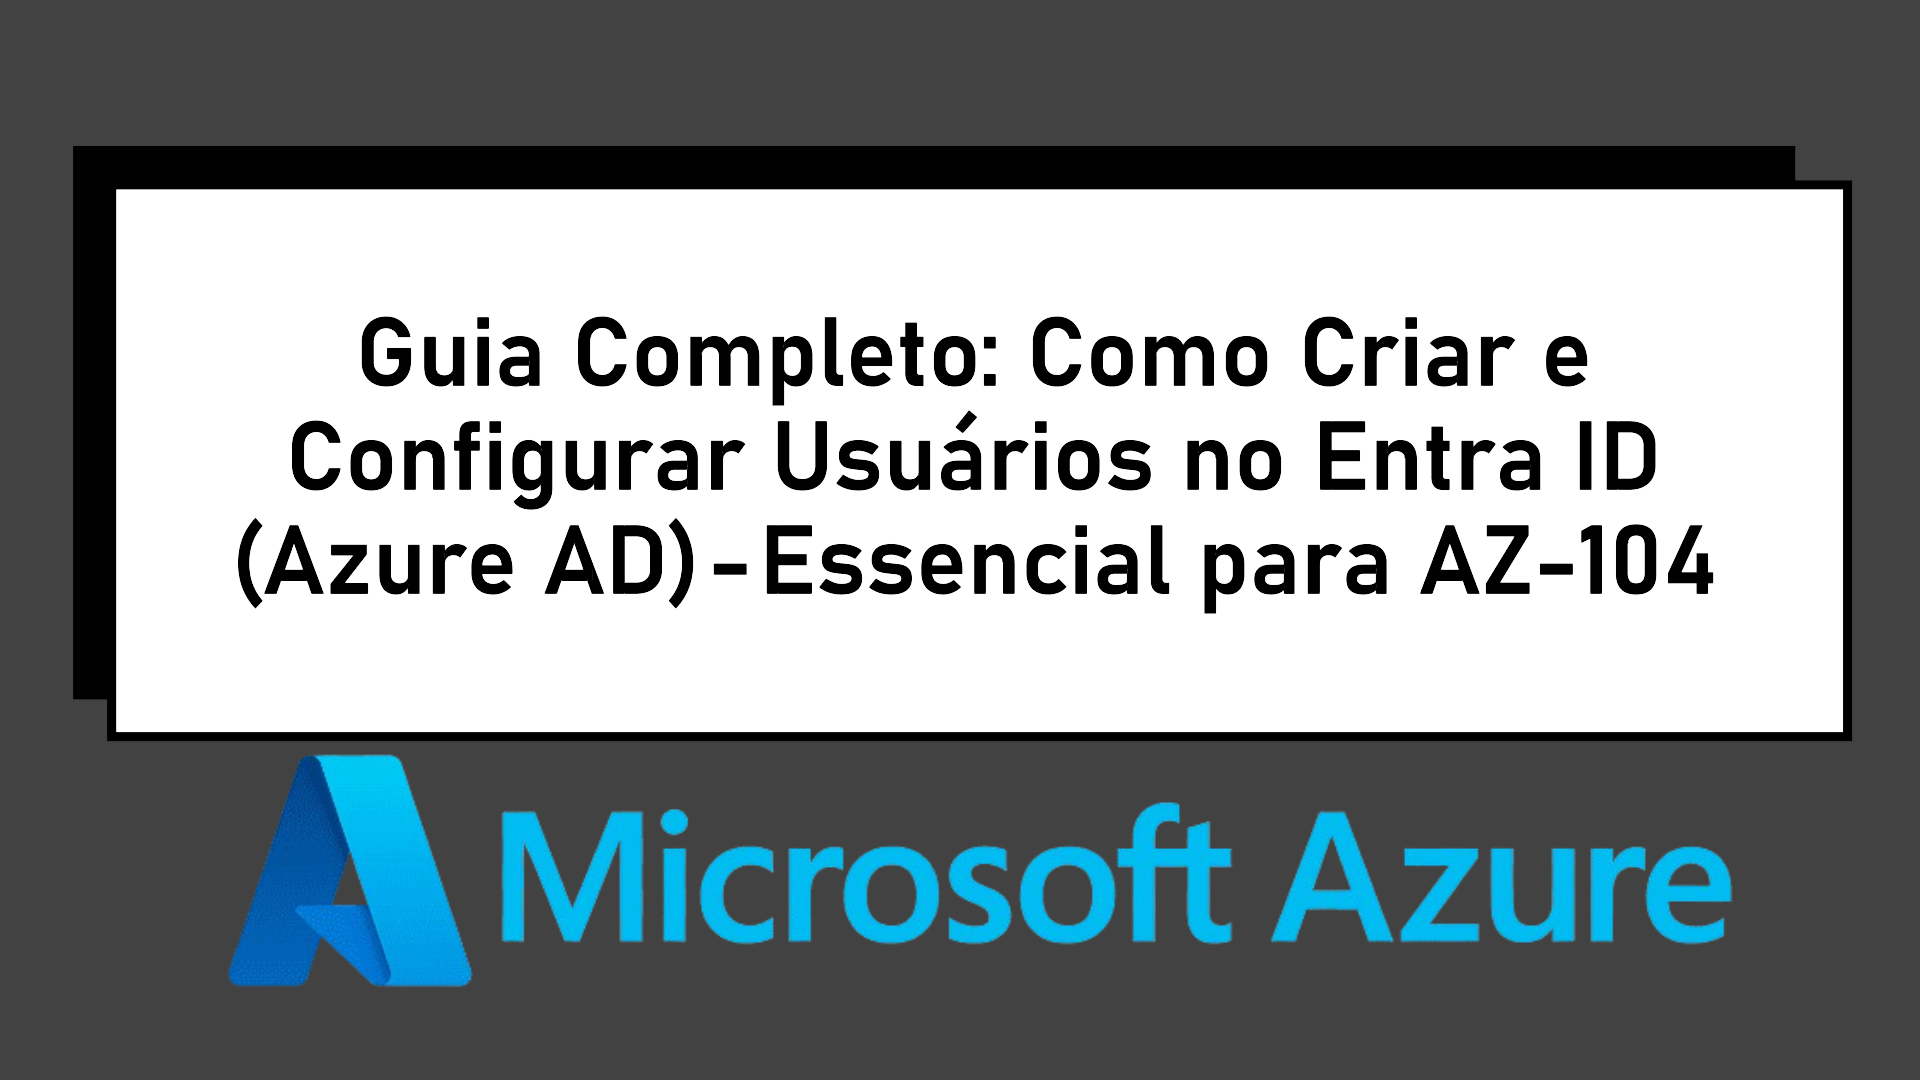 Guia Completo: Como Criar e
Configurar Usuários no Entra ID
(Azure AD) - Essencial para AZ-104
Microsoft Azure